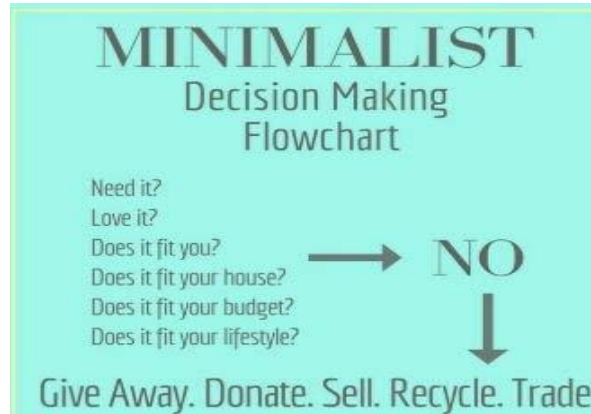 MINIMALIST
Decision Making
Flowchart
Need it?
Love it?
Does it fit you?
Does it fit your house?
Does it fit your budget?
Does it fit your lifestyle?
NO
Give Away. Donate. Sell. Recycle. Trade